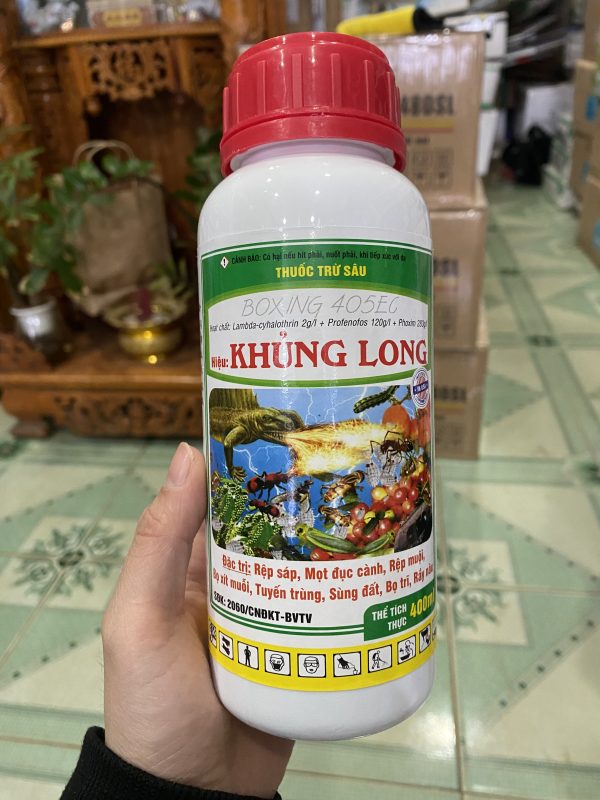 480SL
CẢNH BÁO: Có hại nếu hít phải, nuốt phải, khi tiếp xúc với da
THUỐC TRỪ SÂU
BOXING 405EC
Hoạt chất: Lambda-cyhalothrin 2g/l + Profenofos 120g/l + Phoxim 283g/l
Hiệu: KHỦNG LONG
Đặc trị: Rệp sáp, Mọt đục cành, Rệp muội,
Bọ xít muỗi, Tuyến trùng, Sùng đất, Bọ trĩ, Rầy nâu
SĐK: 2060/CNĐKT-BVTV
THỂ TÍCH
THỰC 400ml